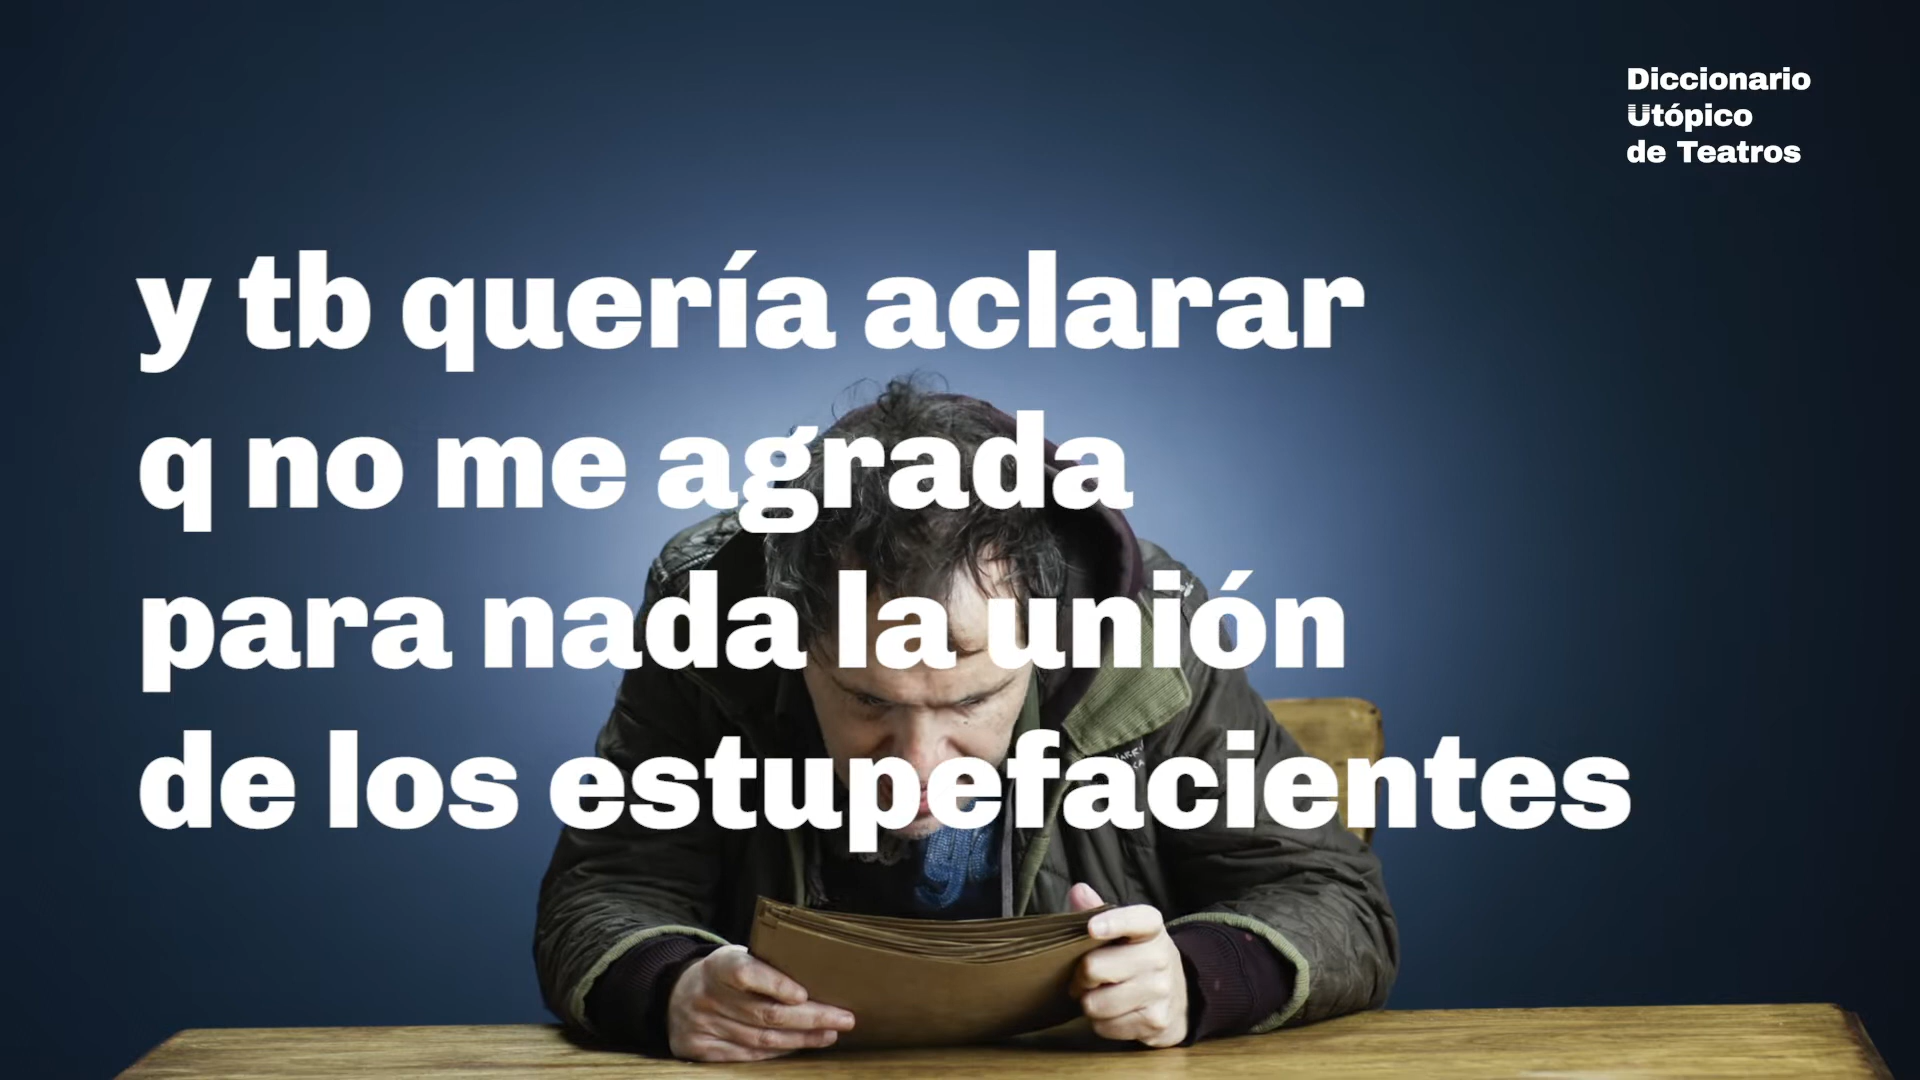 Diccionario
Utópico
de Teatros
y tb quería aclarar
q no me agrada
para nada la unión
de los estupefacientes